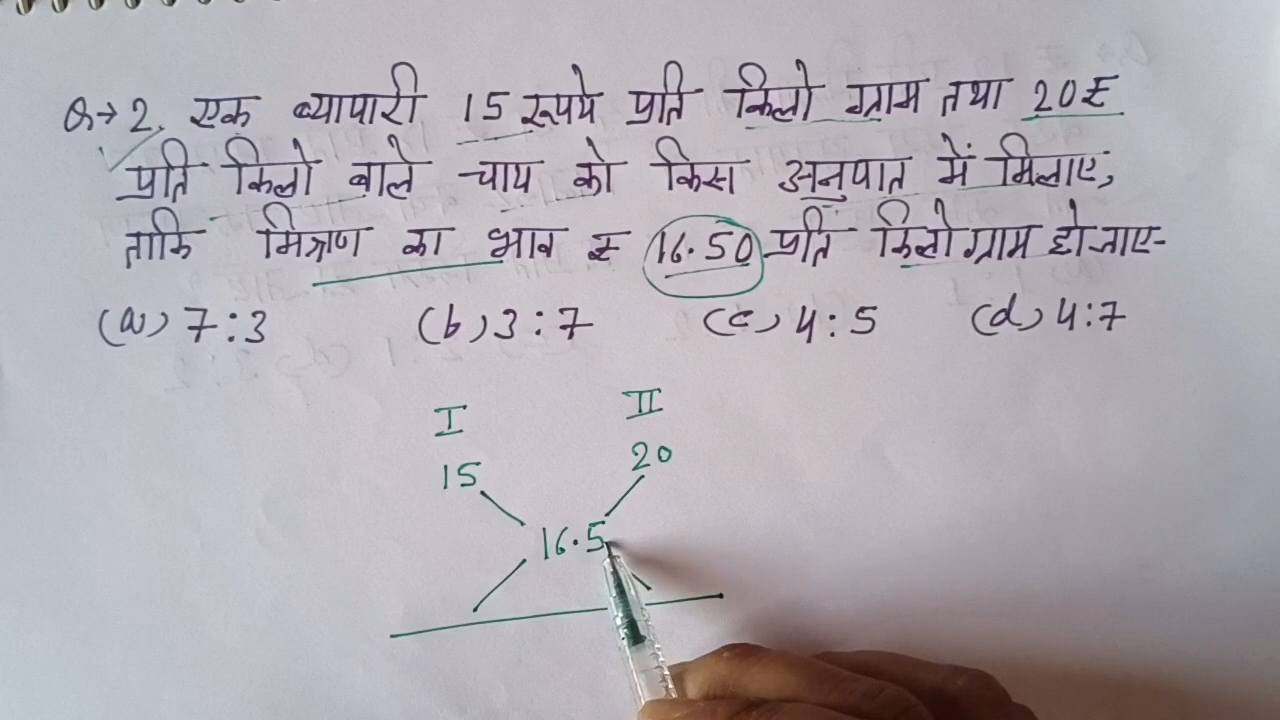 Q→2. एक व्यापारी 15 रूपये प्रति किलो ग्राम तथा 20₹
प्रति किलो वाले चाय को किस अनुपात में मिलाए,
ताकि मिश्रण का भाव ₹ 16.50 प्रति किलोग्राम हो जाए-
(a) 7:3 (b) 3:7 (c) 4:5 (d) 4:7
I II
15 20
16.5